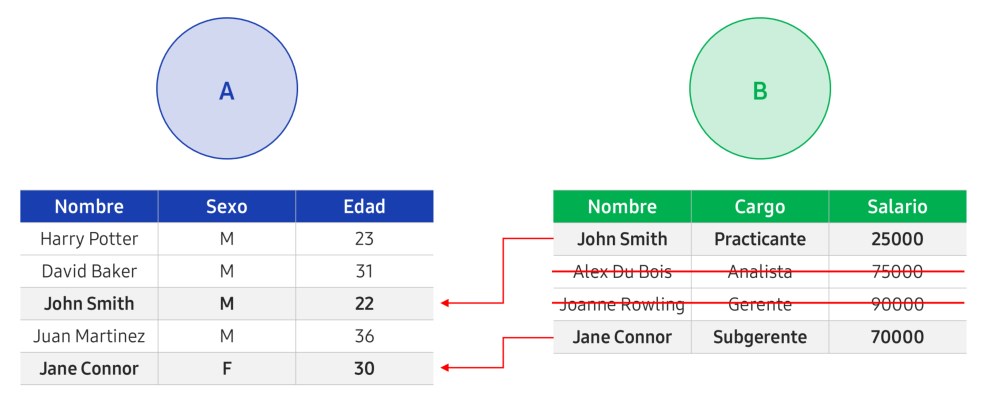 A
B
Nombre Sexo Edad
Harry Potter M 23
David Baker M 31
John Smith M 22
Juan Martinez M 36
Jane Connor F 30
Nombre Cargo Salario
John Smith Practicante 25000
Alex Du Bois Analista 75000
Joanne Rowling Gerente 90000
Jane Connor Subgerente 70000